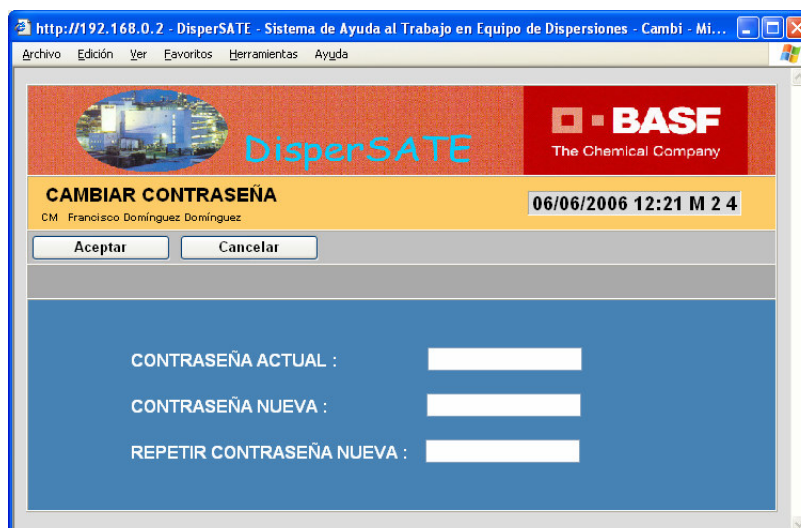 http://192.168.0.2 - DisperSATE - Sistema de Ayuda al Trabajo en Equipo de Dispersiones - Cambi - Mi...
Archivo Edición Ver Favoritos Herramientas Ayuda
DisperSATE
BASF
The Chemical Company
CAMBIAR CONTRASEÑA
CM Francisco Domínguez Domínguez
06/06/2006 12:21 M 2 4
Aceptar Cancelar
CONTRASEÑA ACTUAL :
CONTRASEÑA NUEVA :
REPETIR CONTRASEÑA NUEVA :